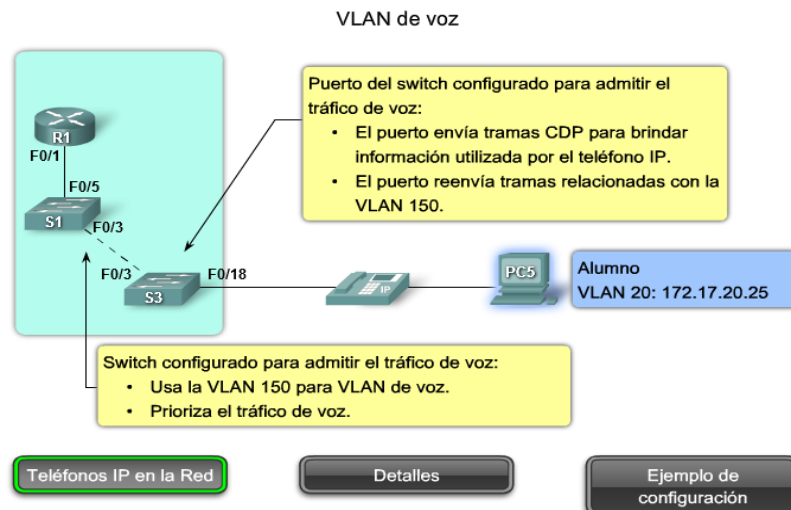 VLAN de voz
Puerto del switch configurado para admitir el
tráfico de voz:
• El puerto envía tramas CDP para brindar
información utilizada por el teléfono IP.
• El puerto reenvía tramas relacionadas con la
VLAN 150.
R1
F0/1
F0/5
S1
F0/3
F0/3
S3
F0/18
IP
PC5
Alumno
VLAN 20: 172.17.20.25
Switch configurado para admitir el tráfico de voz:
• Usa la VLAN 150 para VLAN de voz.
• Prioriza el tráfico de voz.
Teléfonos IP en la Red
Detalles
Ejemplo de
configuración